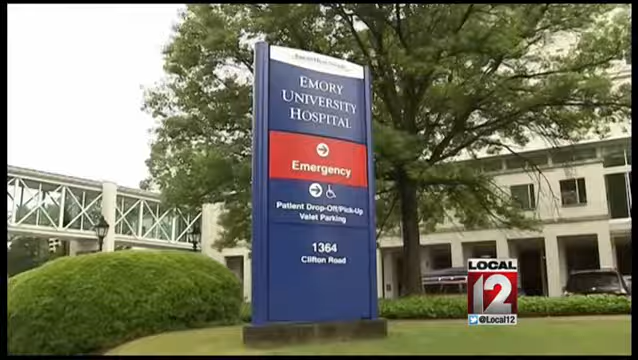 EMORY
UNIVERSITY
HOSPITAL
Emergency
Patient Drop-Off/Pick-Up
Valet Parking
1364
Clifton Road
LOCAL
12
@Local12